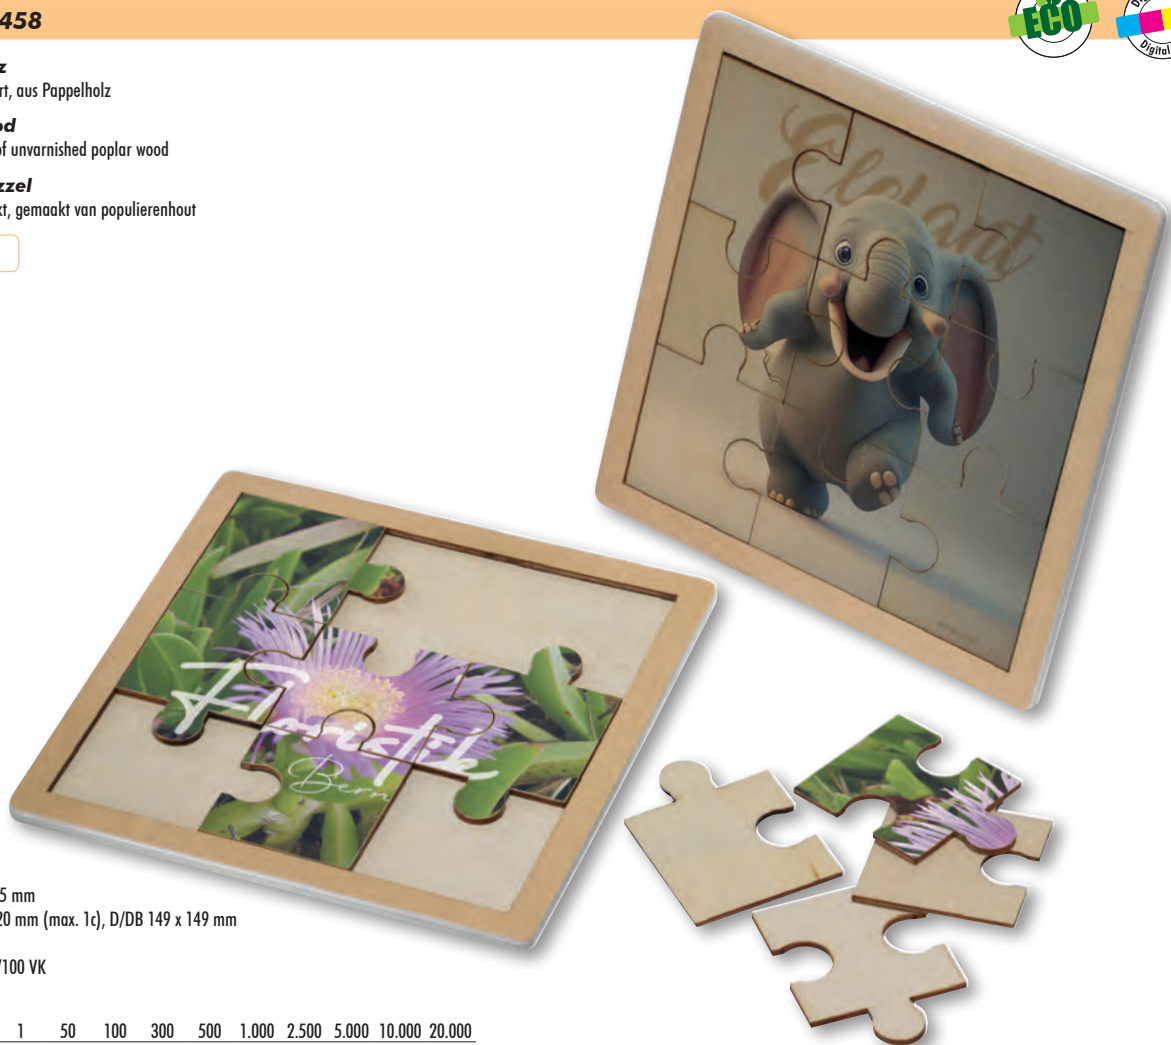 458
ECO
Digital
z
rt, aus Pappelholz
od
of unvarnished poplar wood
zzel
kt, gemaakt van populierenhout
Elefant
Floristik
Bern
5 mm
20 mm (max. 1c), D/DB 149 x 149 mm
/100 VK
1 50 100 300 500 1.000 2.500 5.000 10.000 20.000